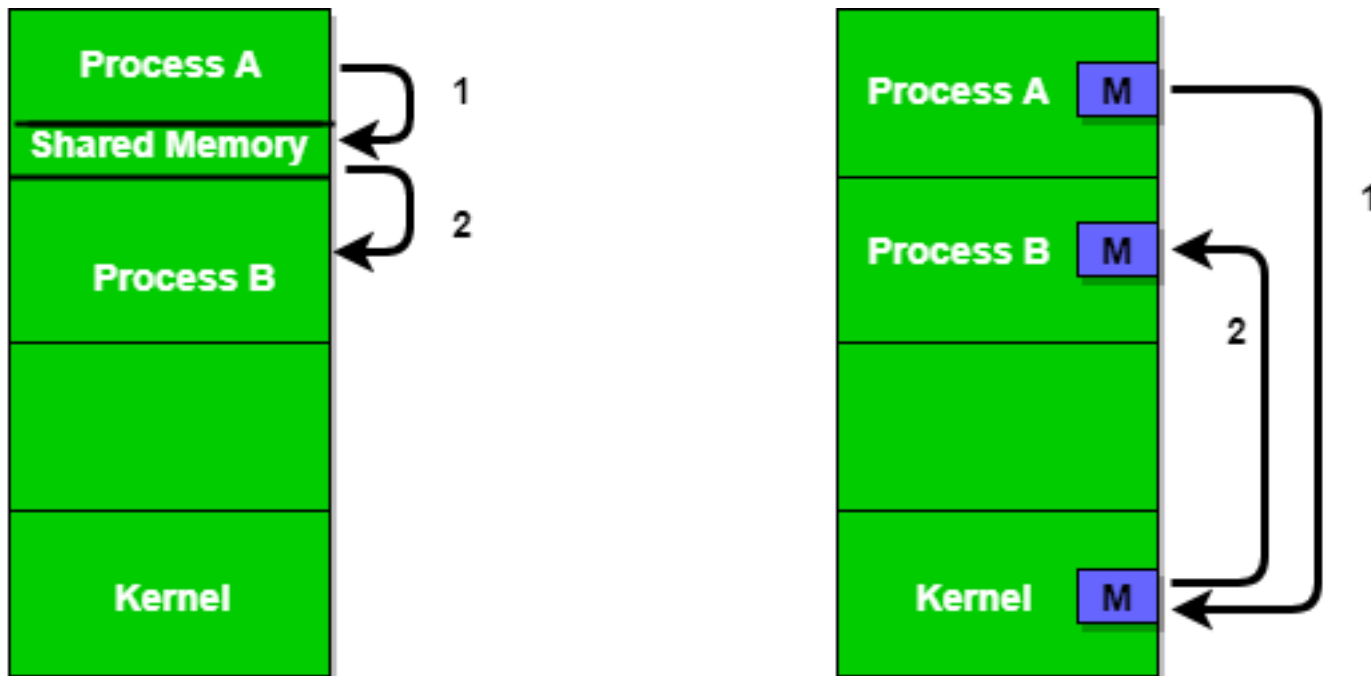 Process A
1
Shared Memory
2
Process B
Kernel
Process A M
1
Process B M
2
Kernel M